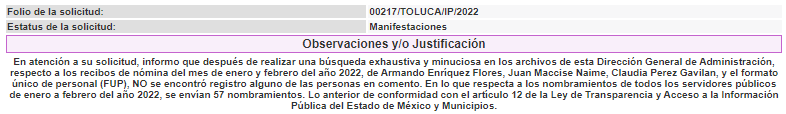 Folio de la solicitud: 00217/TOLUCA/IP/2022
Estatus de la solicitud: Manifestaciones
Observaciones y/o Justificación
En atención a su solicitud, informo que después de realizar una búsqueda exhaustiva y minuciosa en los archivos de esta Dirección General de Administración,
respecto a los recibos de nómina del mes de enero y febrero del año 2022, de Armando Enríquez Flores, Juan Maccise Naime, Claudia Perez Gavilan, y el formato
único de personal (FUP), NO se encontró registro alguno de las personas en comento. En lo que respecta a los nombramientos de todos los servidores públicos
de enero a febrero del año 2022, se envían 57 nombramientos. Lo anterior de conformidad con el artículo 12 de la Ley de Transparencia y Acceso a la Información
Pública del Estado de México y Municipios.